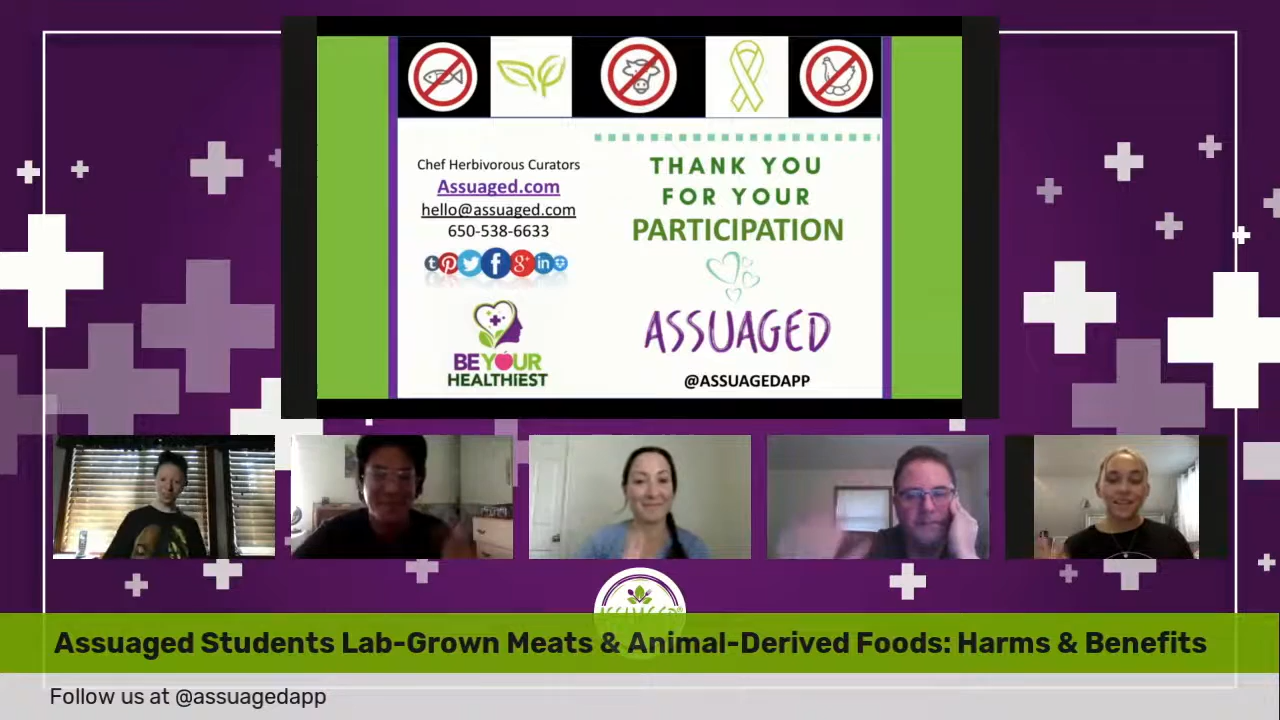 Chef Herbivorous Curators
Assuaged.com
hello@assuaged.com
650-538-6633
BE YOUR
HEALTHIEST
THANK YOU
FOR YOUR
PARTICIPATION
ASSUAGED
@ASSUAGEDAPP
Assuaged Students Lab-Grown Meats & Animal-Derived Foods: Harms & Benefits
Follow us at @assuagedapp